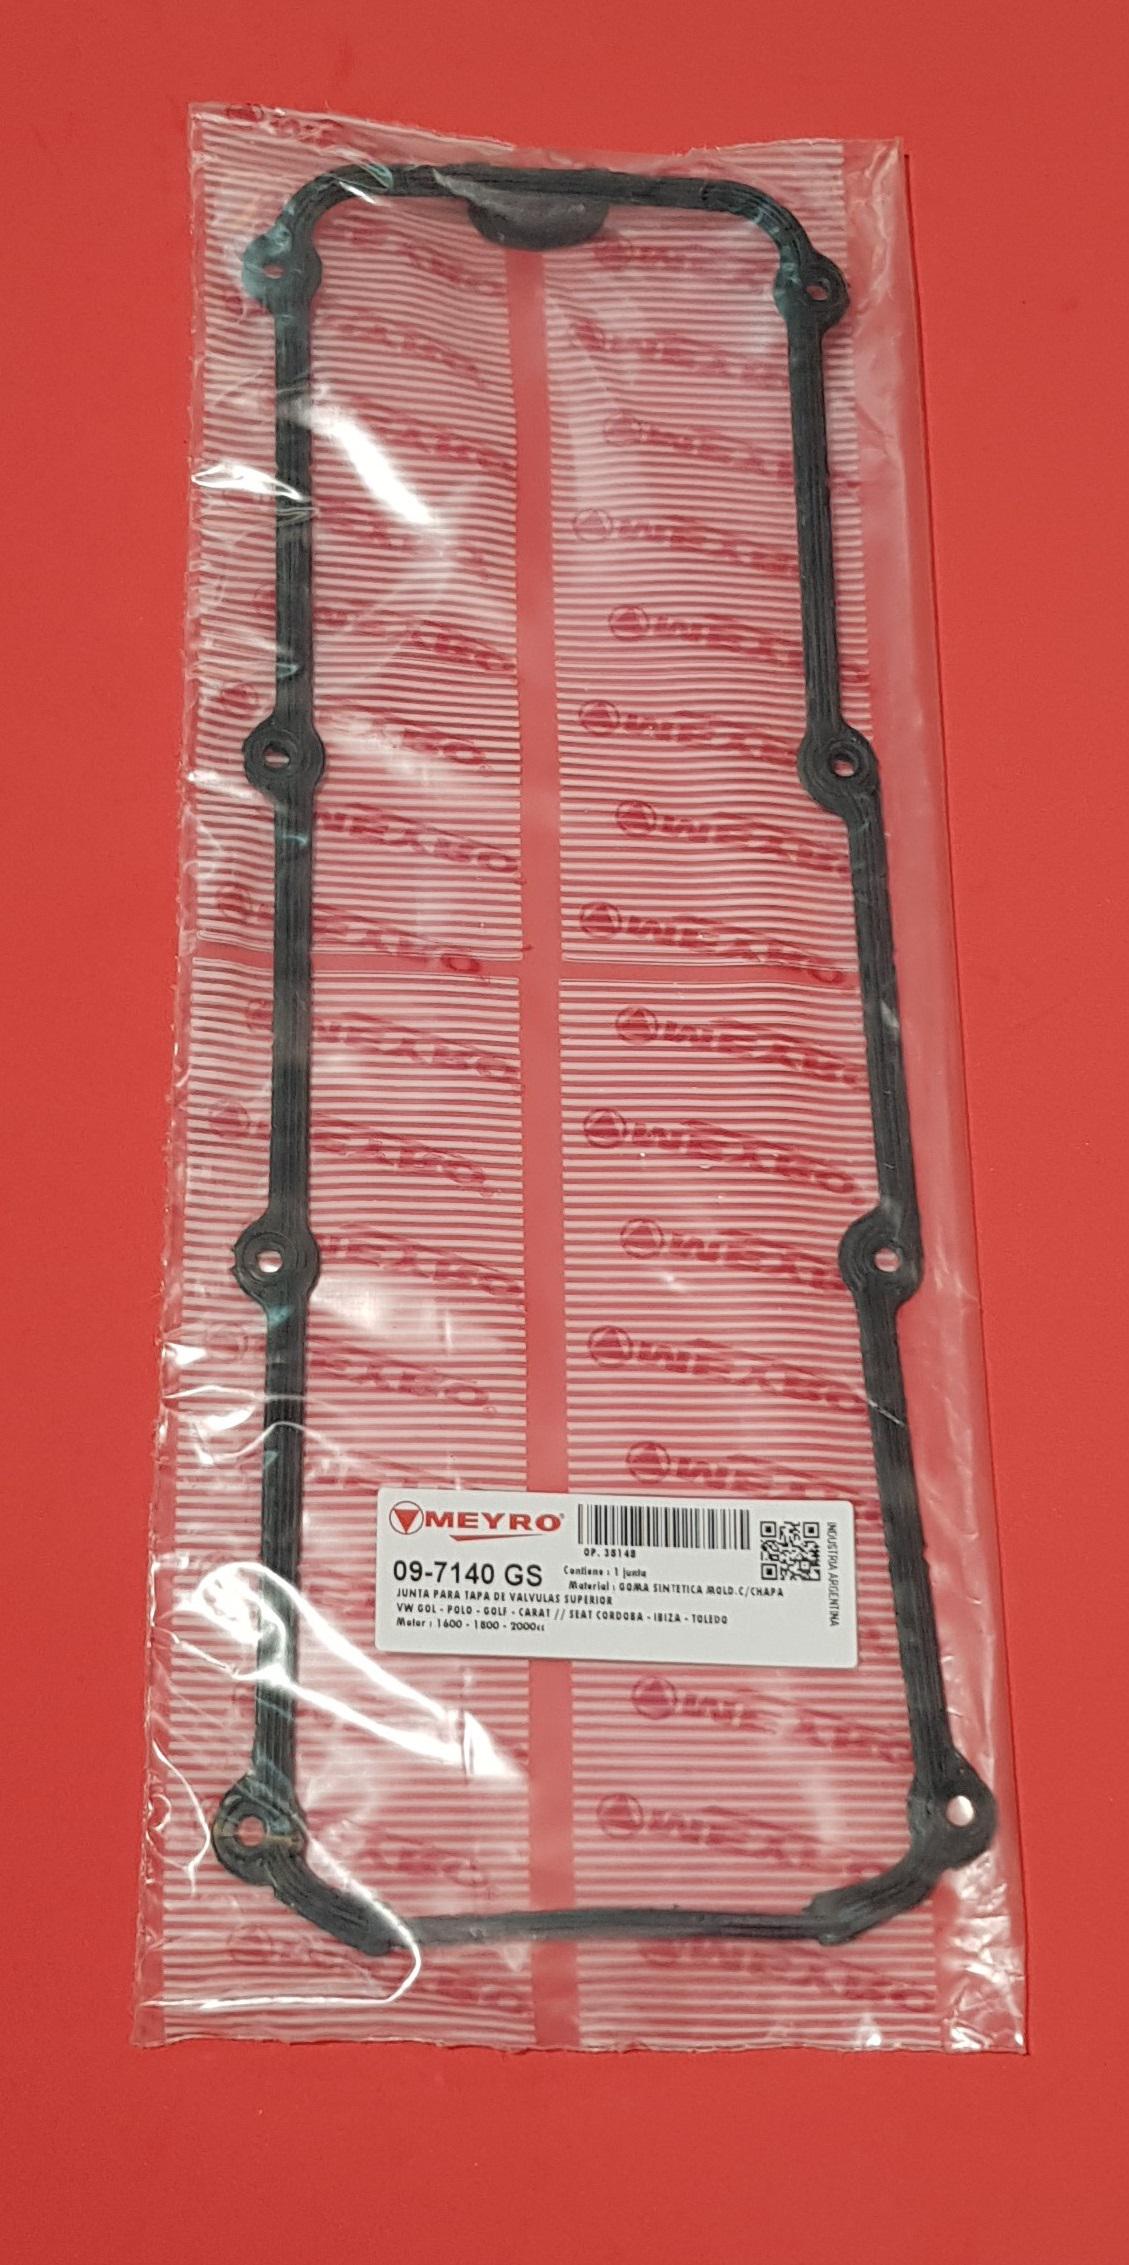 MEYRO®
OP. 38148
09-7140 GS
Contiene : 1 junta
Material : GOMA SINTETICA MOLD.C/CHAPA
JUNTA PARA TAPA DE VALVULAS SUPERIOR
VW GOL - POLO - GOLF - CARAT // SEAT CORDOBA - IBIZA - TOLEDO
Motor : 1600 - 1800 - 2000cc
INDUSTRIA ARGENTINA